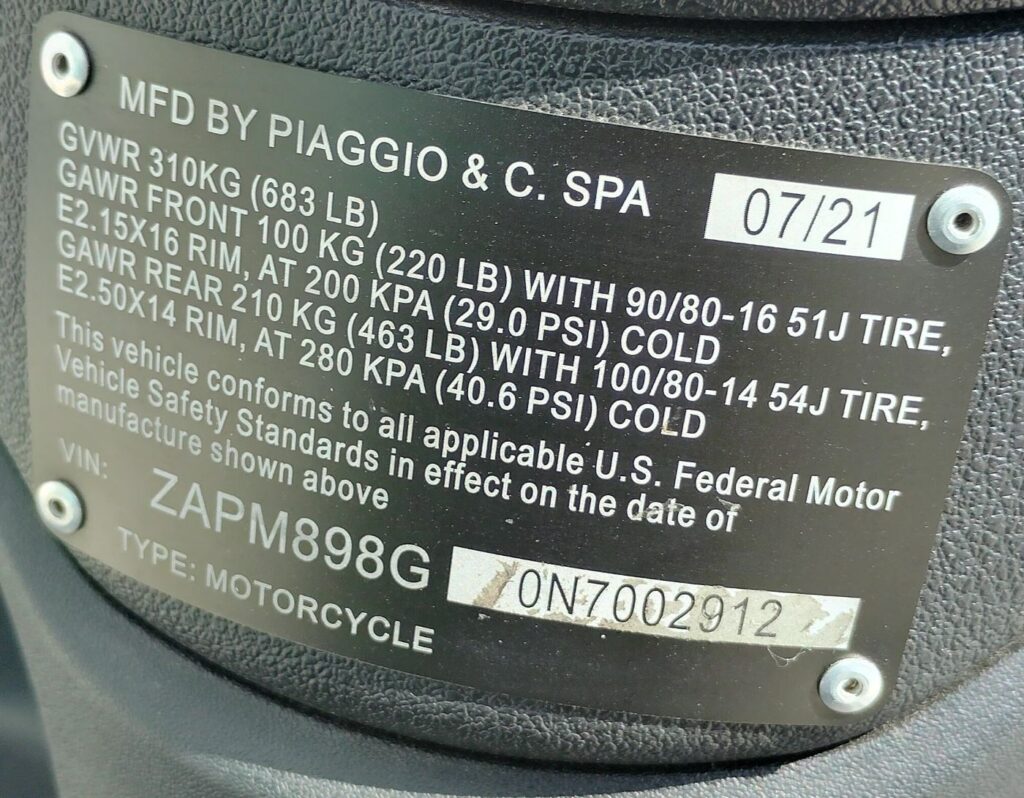 MFD BY PIAGGIO & C. SPA 07/21
GVWR 310KG (683 LB)
GAWR FRONT 100 KG (220 LB) WITH 90/80-16 51J TIRE,
E2.15X16 RIM, AT 200 KPA (29.0 PSI) COLD
GAWR REAR 210 KG (463 LB) WITH 100/80-14 54J TIRE,
E2.50X14 RIM, AT 280 KPA (40.6 PSI) COLD
This vehicle conforms to all applicable U.S. Federal Motor
Vehicle Safety Standards in effect on the date of
manufacture shown above
VIN: ZAPM898G 0N7002912
TYPE: MOTORCYCLE